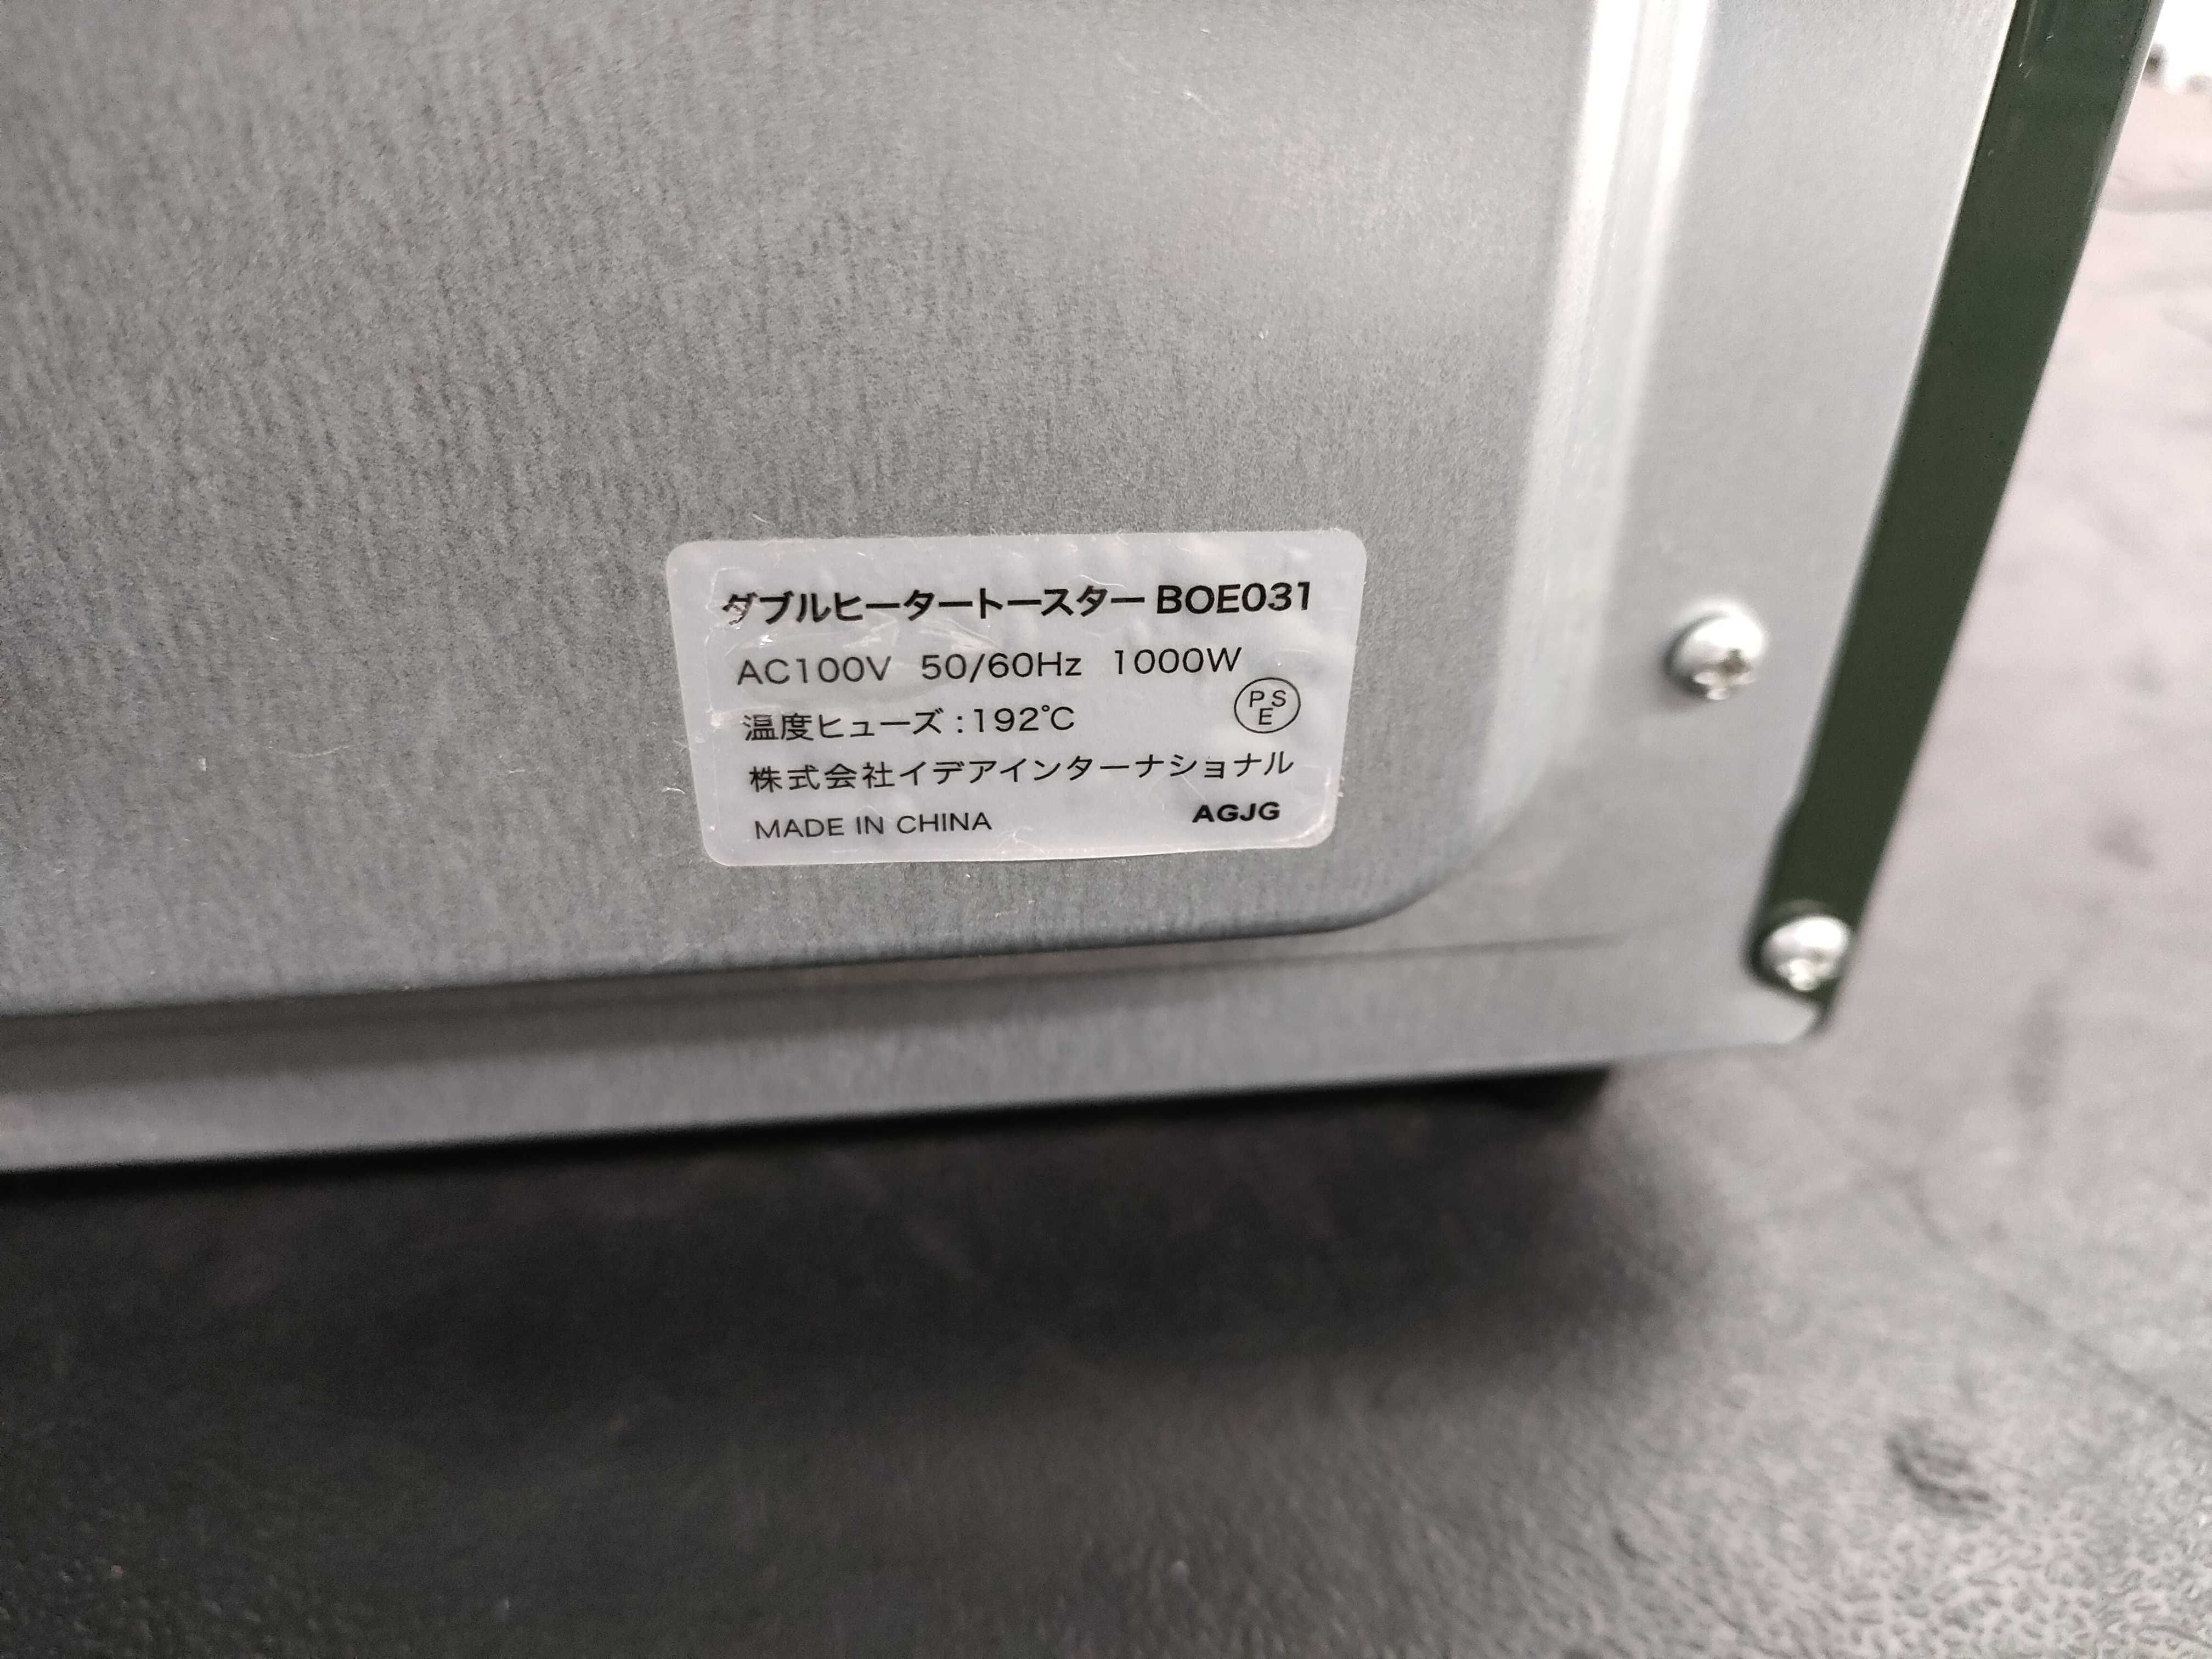 ダブルヒータートースター BOE031
AC100V 50/60Hz 1000W
PSE
温度ヒューズ:192℃
株式会社イデアインターナショナル
MADE IN CHINA AGJG